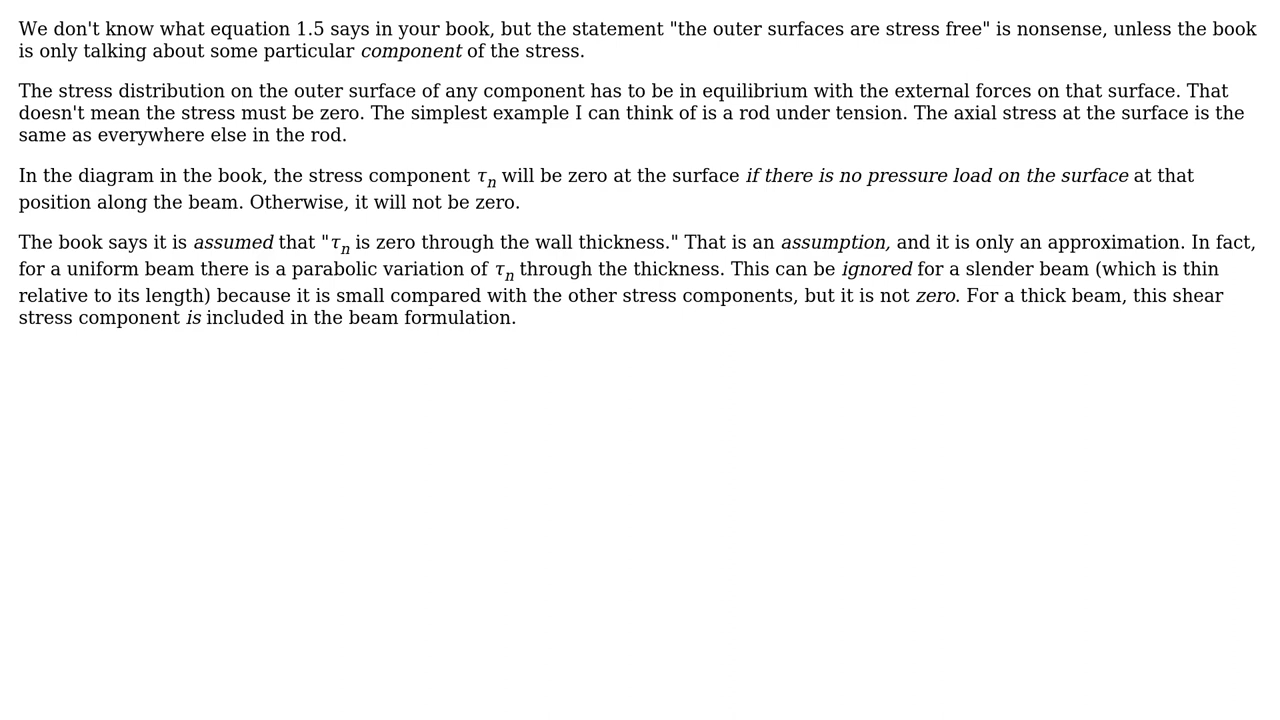 We don't know what equation 1.5 says in your book, but the statement "the outer surfaces are stress free" is nonsense, unless the book
is only talking about some particular component of the stress.
The stress distribution on the outer surface of any component has to be in equilibrium with the external forces on that surface. That
doesn't mean the stress must be zero. The simplest example I can think of is a rod under tension. The axial stress at the surface is the
same as everywhere else in the rod.
In the diagram in the book, the stress component τn will be zero at the surface if there is no pressure load on the surface at that
position along the beam. Otherwise, it will not be zero.
The book says it is assumed that "τn is zero through the wall thickness." That is an assumption, and it is only an approximation. In fact,
for a uniform beam there is a parabolic variation of τn through the thickness. This can be ignored for a slender beam (which is thin
relative to its length) because it is small compared with the other stress components, but it is not zero. For a thick beam, this shear
stress component is included in the beam formulation.